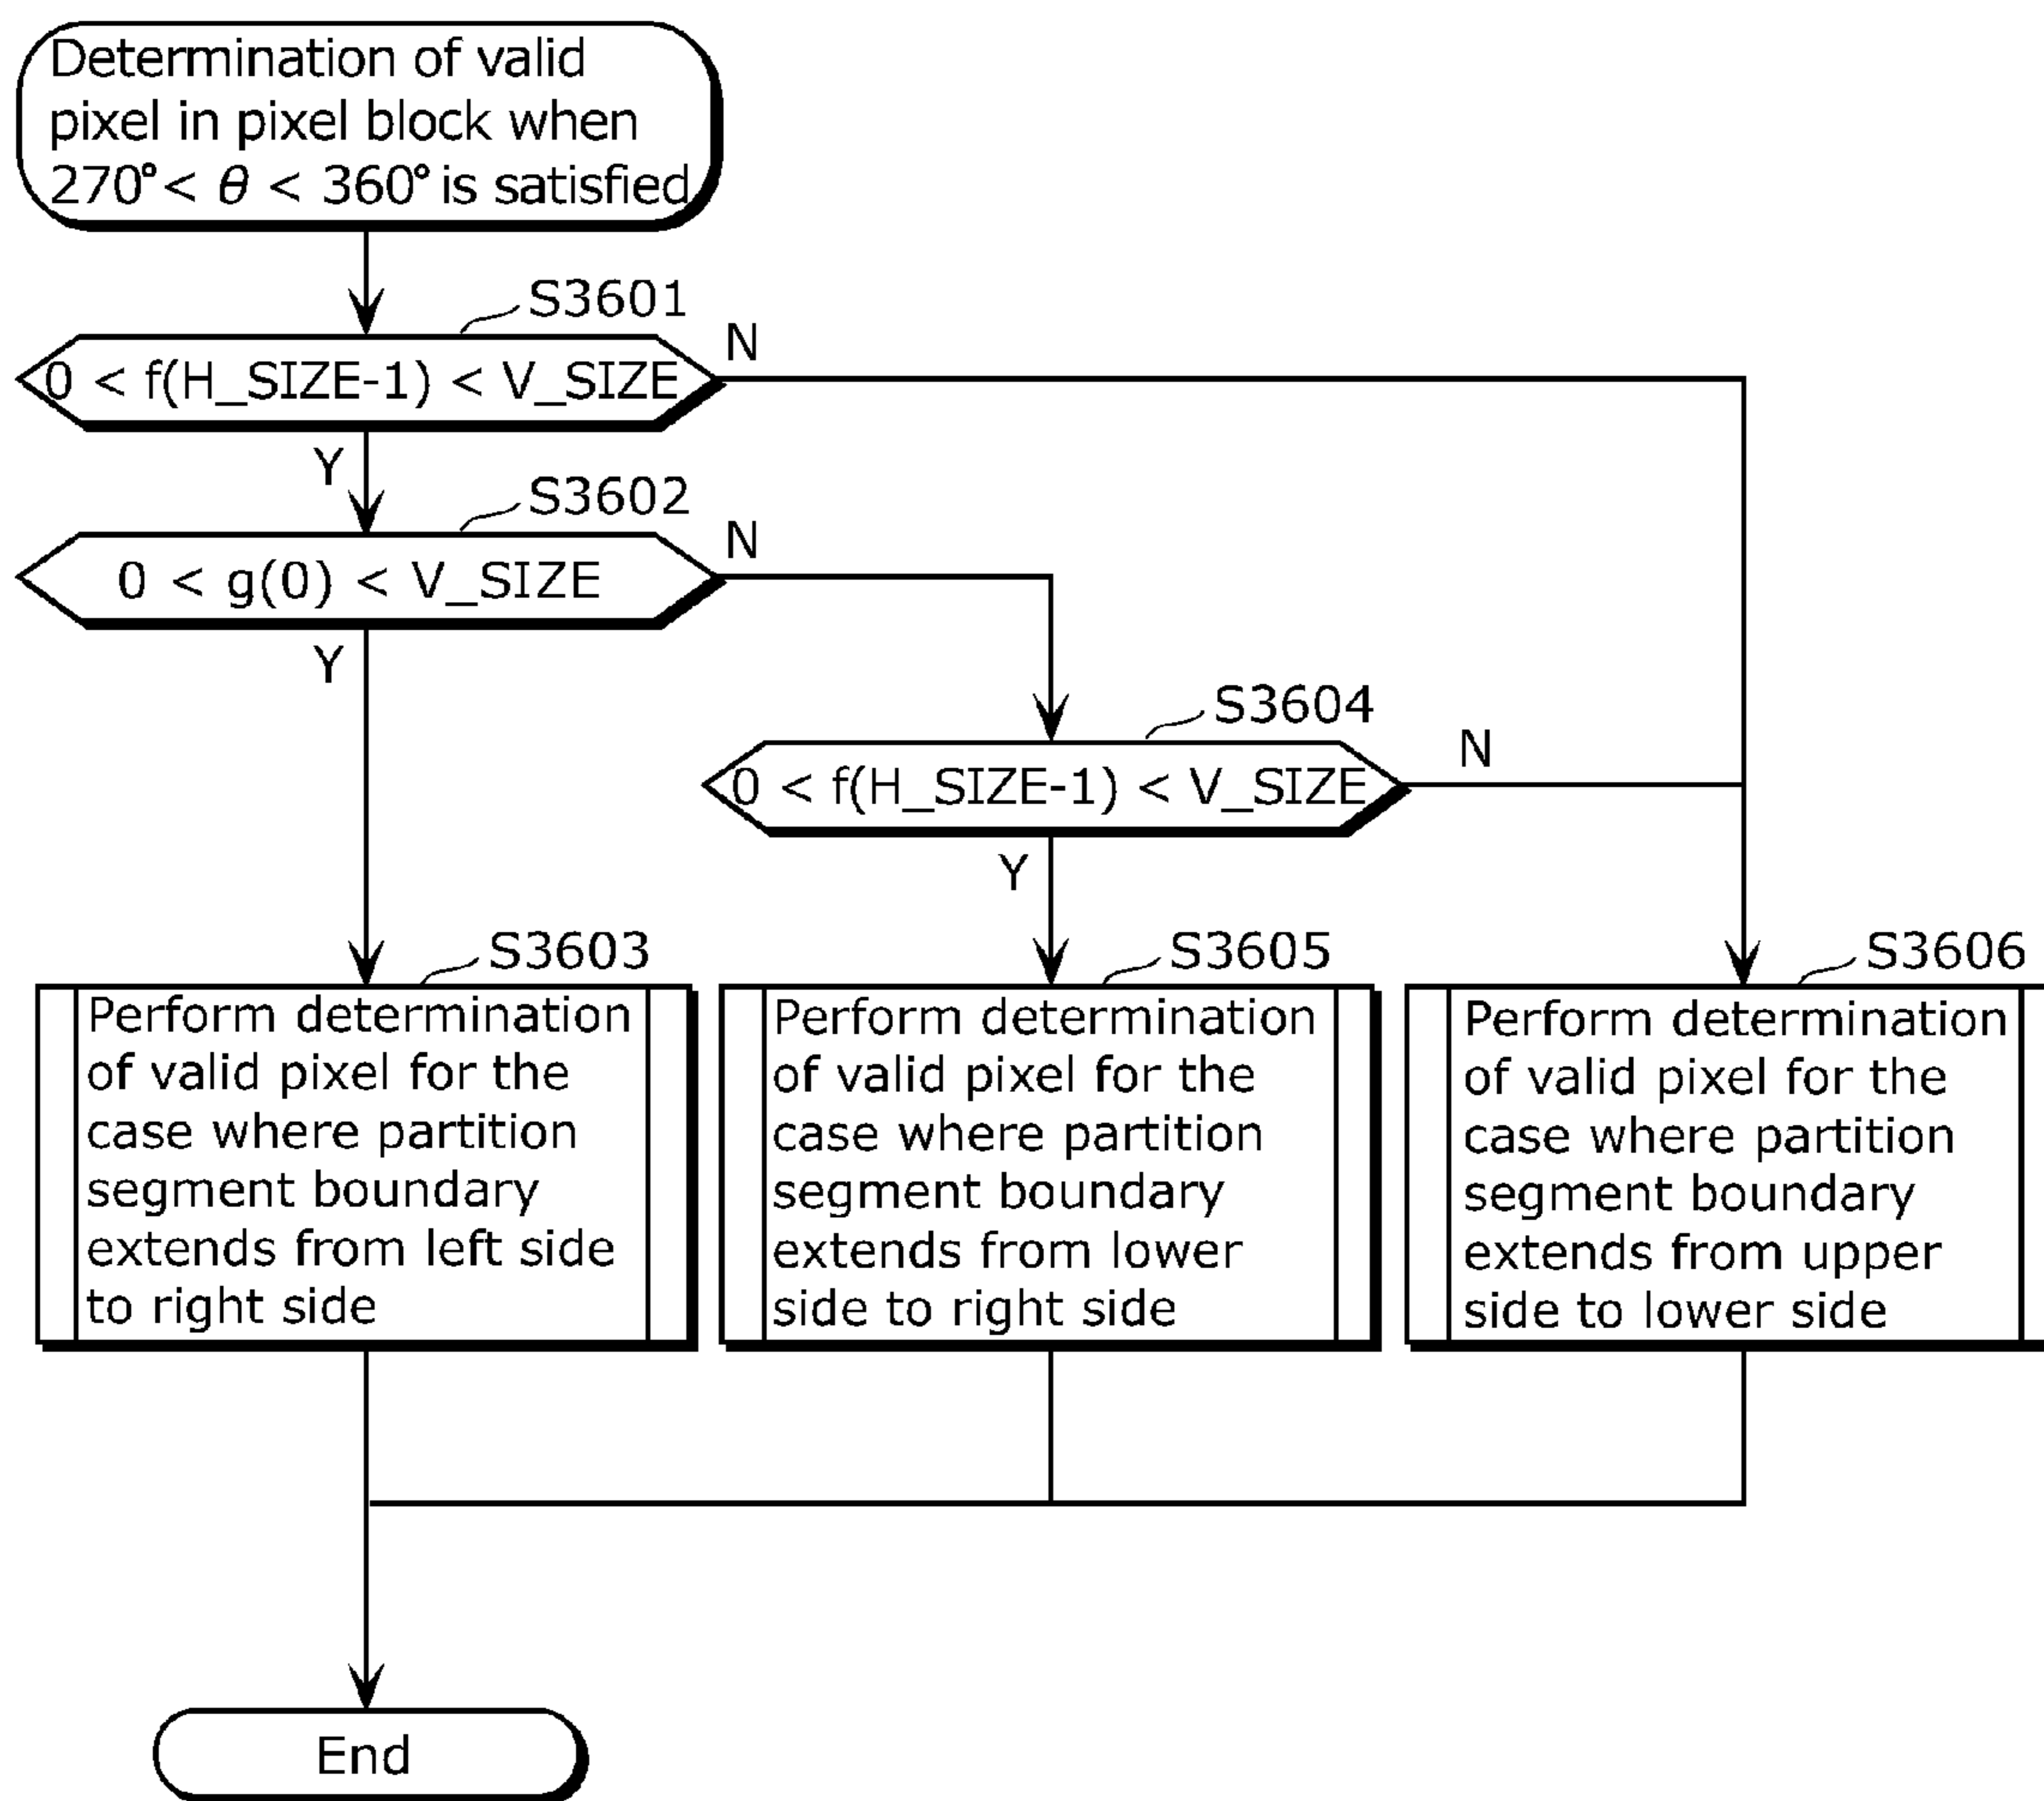 Determination of valid
pixel in pixel block when
270°< θ < 360° is satisfied
S3601
0 < f(H_SIZE-1) < V_SIZE
N
Y
S3602
0 < g(0) < V_SIZE
N
Y
S3604
0 < f(H_SIZE-1) < V_SIZE
N
Y
S3603
Perform determination
of valid pixel for the
case where partition
segment boundary
extends from left side
to right side
S3605
Perform determination
of valid pixel for the
case where partition
segment boundary
extends from lower
side to right side
S3606
Perform determination
of valid pixel for the
case where partition
segment boundary
extends from upper
side to lower side
End